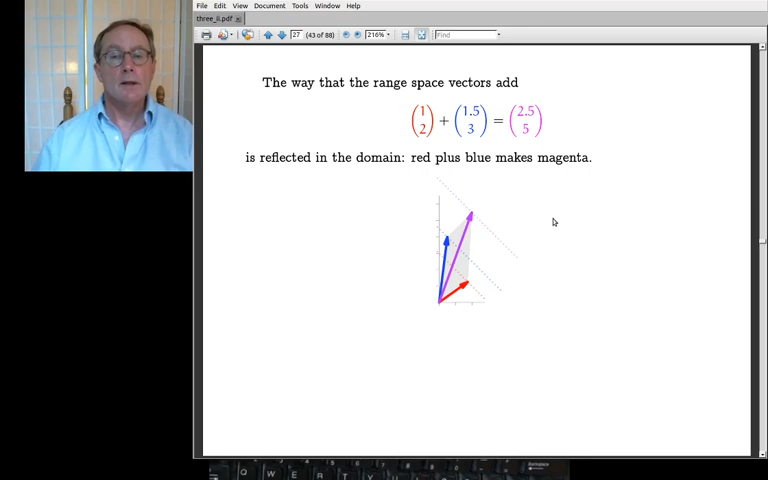 File Edit View Document Tools Window Help
three_ii.pdf
27 (43 of 88) 216% Find
The way that the range space vectors add
(1 2) + (1.5 3) = (2.5 5)
is reflected in the domain: red plus blue makes magenta.
Q W E R T Y
Backspace